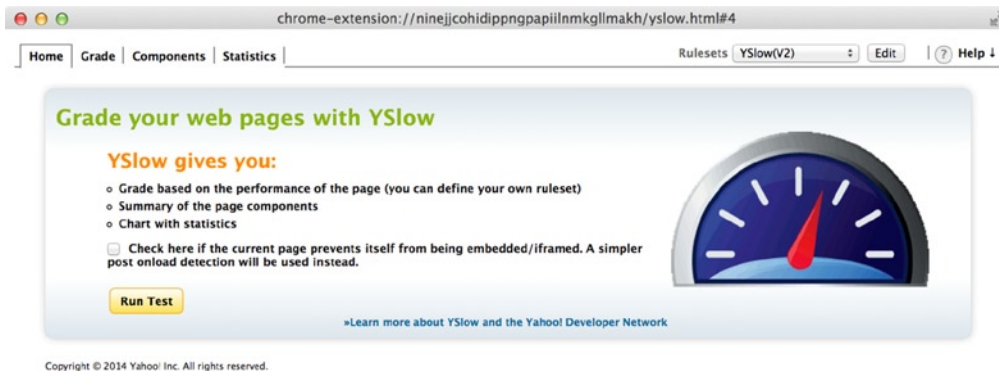 chrome-extension://ninejjcohidippngpapiilnmkgllmakh/yslow.html#4
Home Grade Components Statistics Rulesets YSlow(V2) Edit ? Help ↓
Grade your web pages with YSlow
YSlow gives you:
Grade based on the performance of the page (you can define your own ruleset)
Summary of the page components
Chart with statistics
Check here if the current page prevents itself from being embedded/iframed. A simpler
post onload detection will be used instead.
Run Test
»Learn more about YSlow and the Yahoo! Developer Network
Copyright © 2014 Yahoo! Inc. All rights reserved.